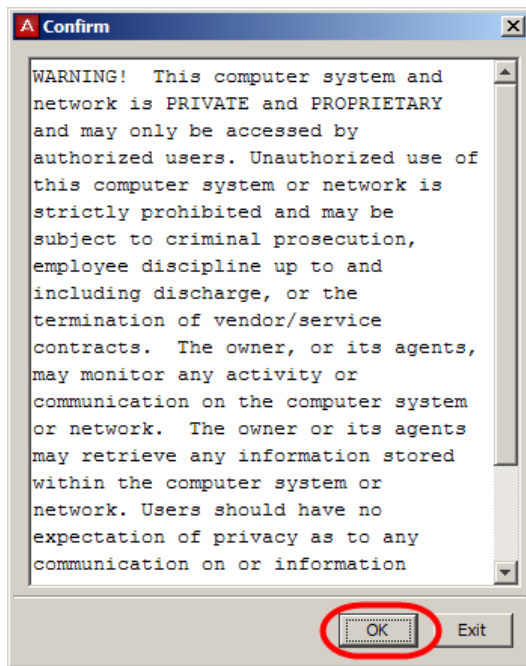 Confirm
WARNING!  This computer system and
network is PRIVATE and PROPRIETARY
and may only be accessed by
authorized users. Unauthorized use of
this computer system or network is
strictly prohibited and may be
subject to criminal prosecution,
employee discipline up to and
including discharge, or the
termination of vendor/service
contracts.  The owner, or its agents,
may monitor any activity or
communication on the computer system
or network.  The owner or its agents
may retrieve any information stored
within the computer system or
network. Users should have no
expectation of privacy as to any
communication on or information
OK Exit